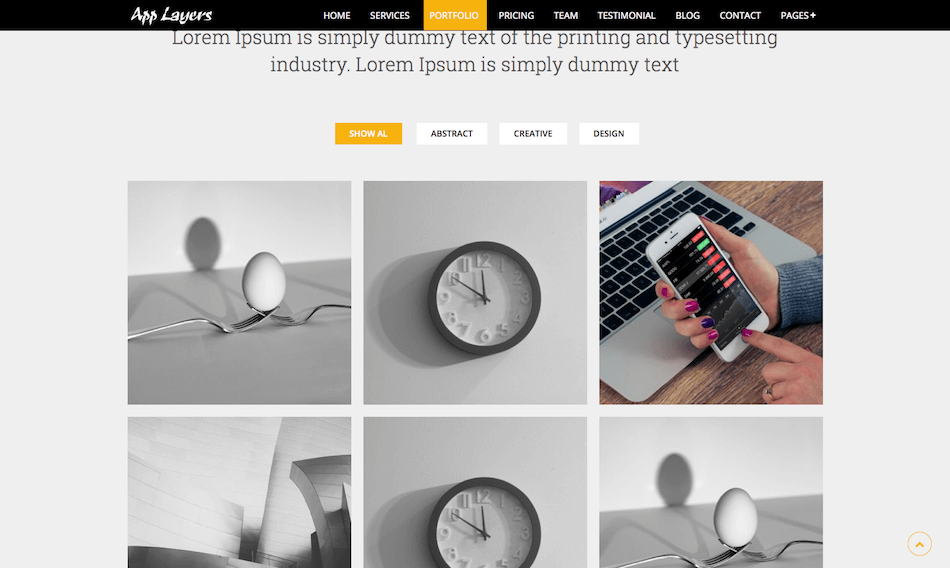 App Layers
HOME SERVICES PORTFOLIO PRICING TEAM TESTIMONIAL BLOG CONTACT PAGES+
Lorem Ipsum is simply dummy text of the printing and typesetting
industry. Lorem Ipsum is simply dummy text
SHOW AL ABSTRACT CREATIVE DESIGN